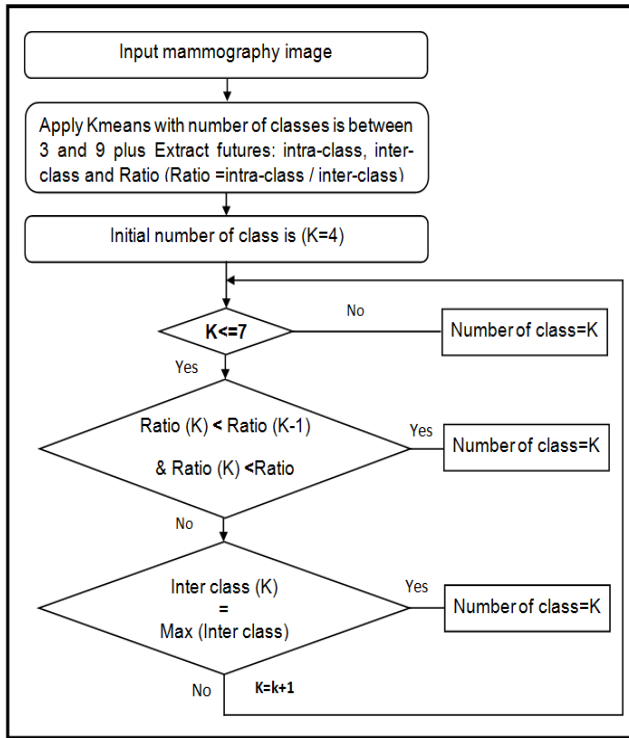 Input mammography image
Apply Kmeans with number of classes is between
3 and 9 plus Extract futures: intra-class, inter-
class and Ratio (Ratio =intra-class / inter-class)
Initial number of class is (K=4)
K<=7
No
Number of class=K
Yes
Ratio (K) < Ratio (K-1)
& Ratio (K) <Ratio
Yes
Number of class=K
No
Inter class (K)
=
Max (Inter class)
Yes
Number of class=K
No
K=k+1